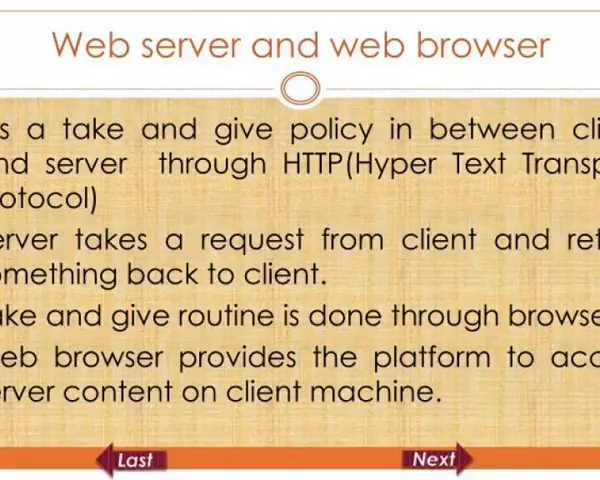 Web server and web browser
s a take and give policy in between cli
nd server through HTTP(Hyper Text Transp
otocol)
erver takes a request from client and ret
omething back to client.
ake and give routine is done through browse
eb browser provides the platform to acc
erver content on client machine.
Last
Next